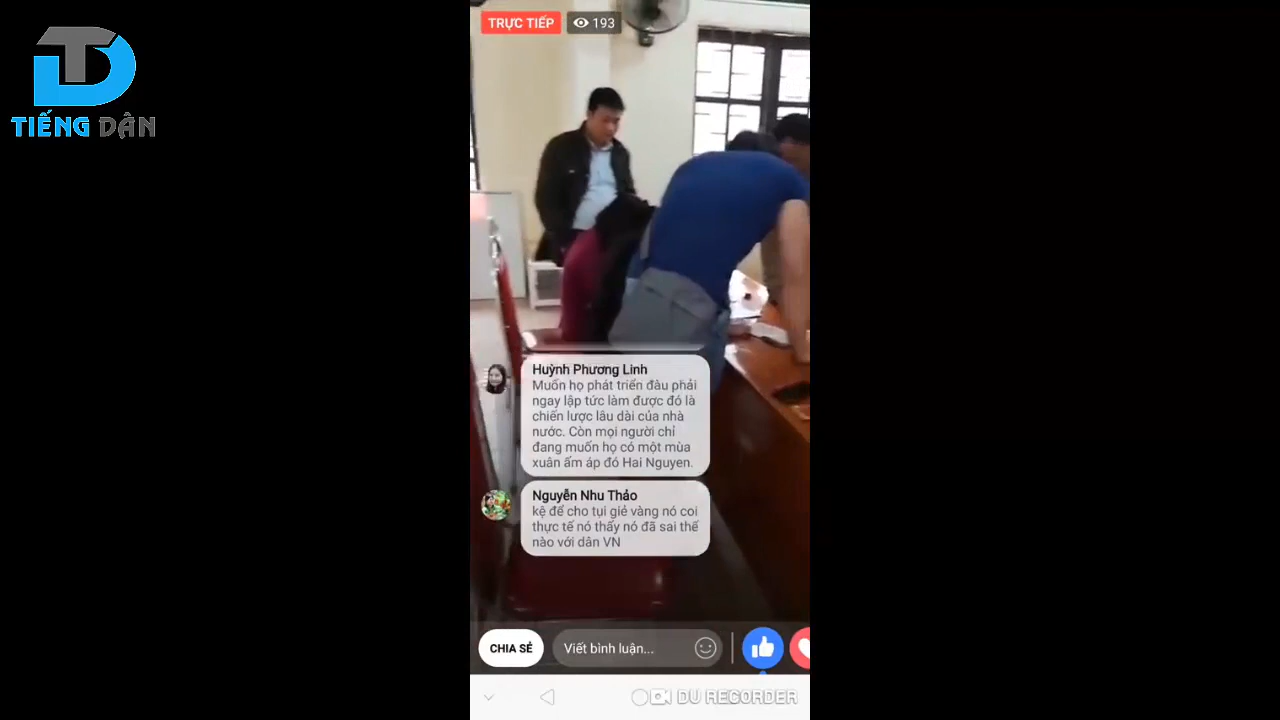 TRỰC TIẾP
193
TD
TIẾNG DÂN
Huỳnh Phương Linh
Muốn họ phát triển đâu phải
ngay lập tức làm được đó là
chiến lược lâu dài của nhà
nước. Còn mọi người chỉ
đang muốn họ có một mùa
xuân ấm áp đó Hai Nguyen.
Nguyễn Nhu Thảo
kệ để cho tụi giẻ vàng nó coi
thực tế nó thấy nó đã sai thế
nào với dân VN
CHIA SẺ
Viết bình luận...
DU RECORDER